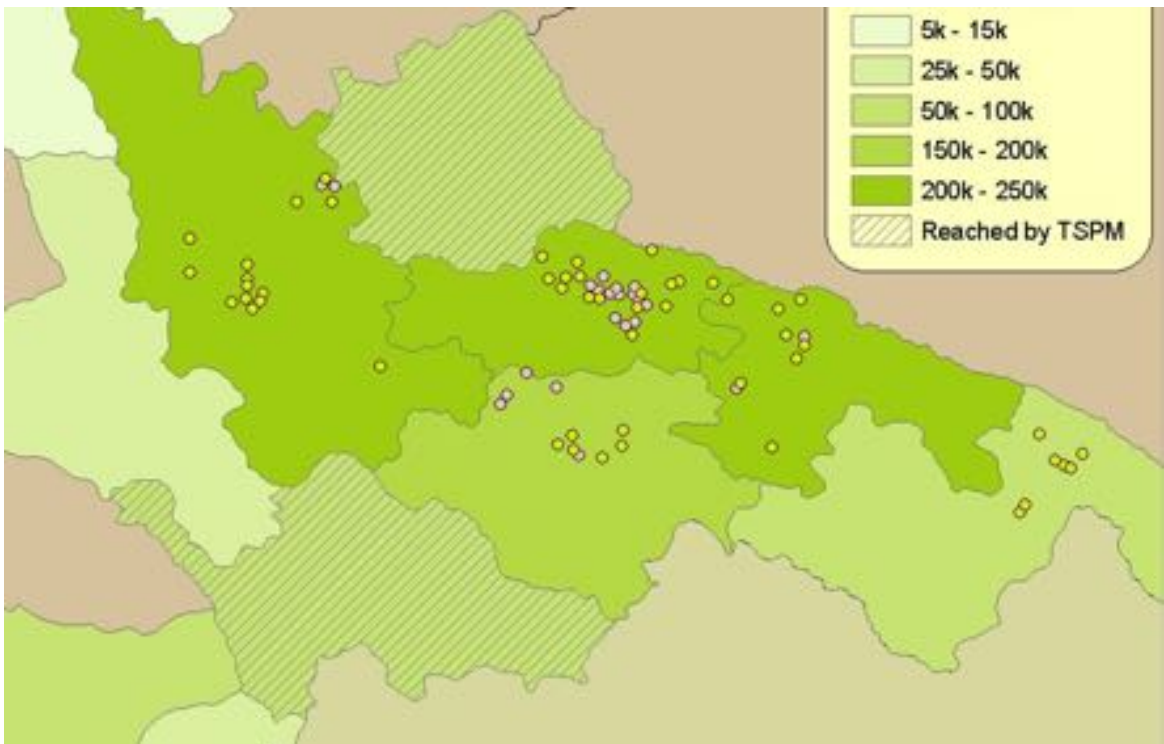 5k - 15k
25k - 50k
50k - 100k
150k - 200k
200k - 250k
Reached by TSPM